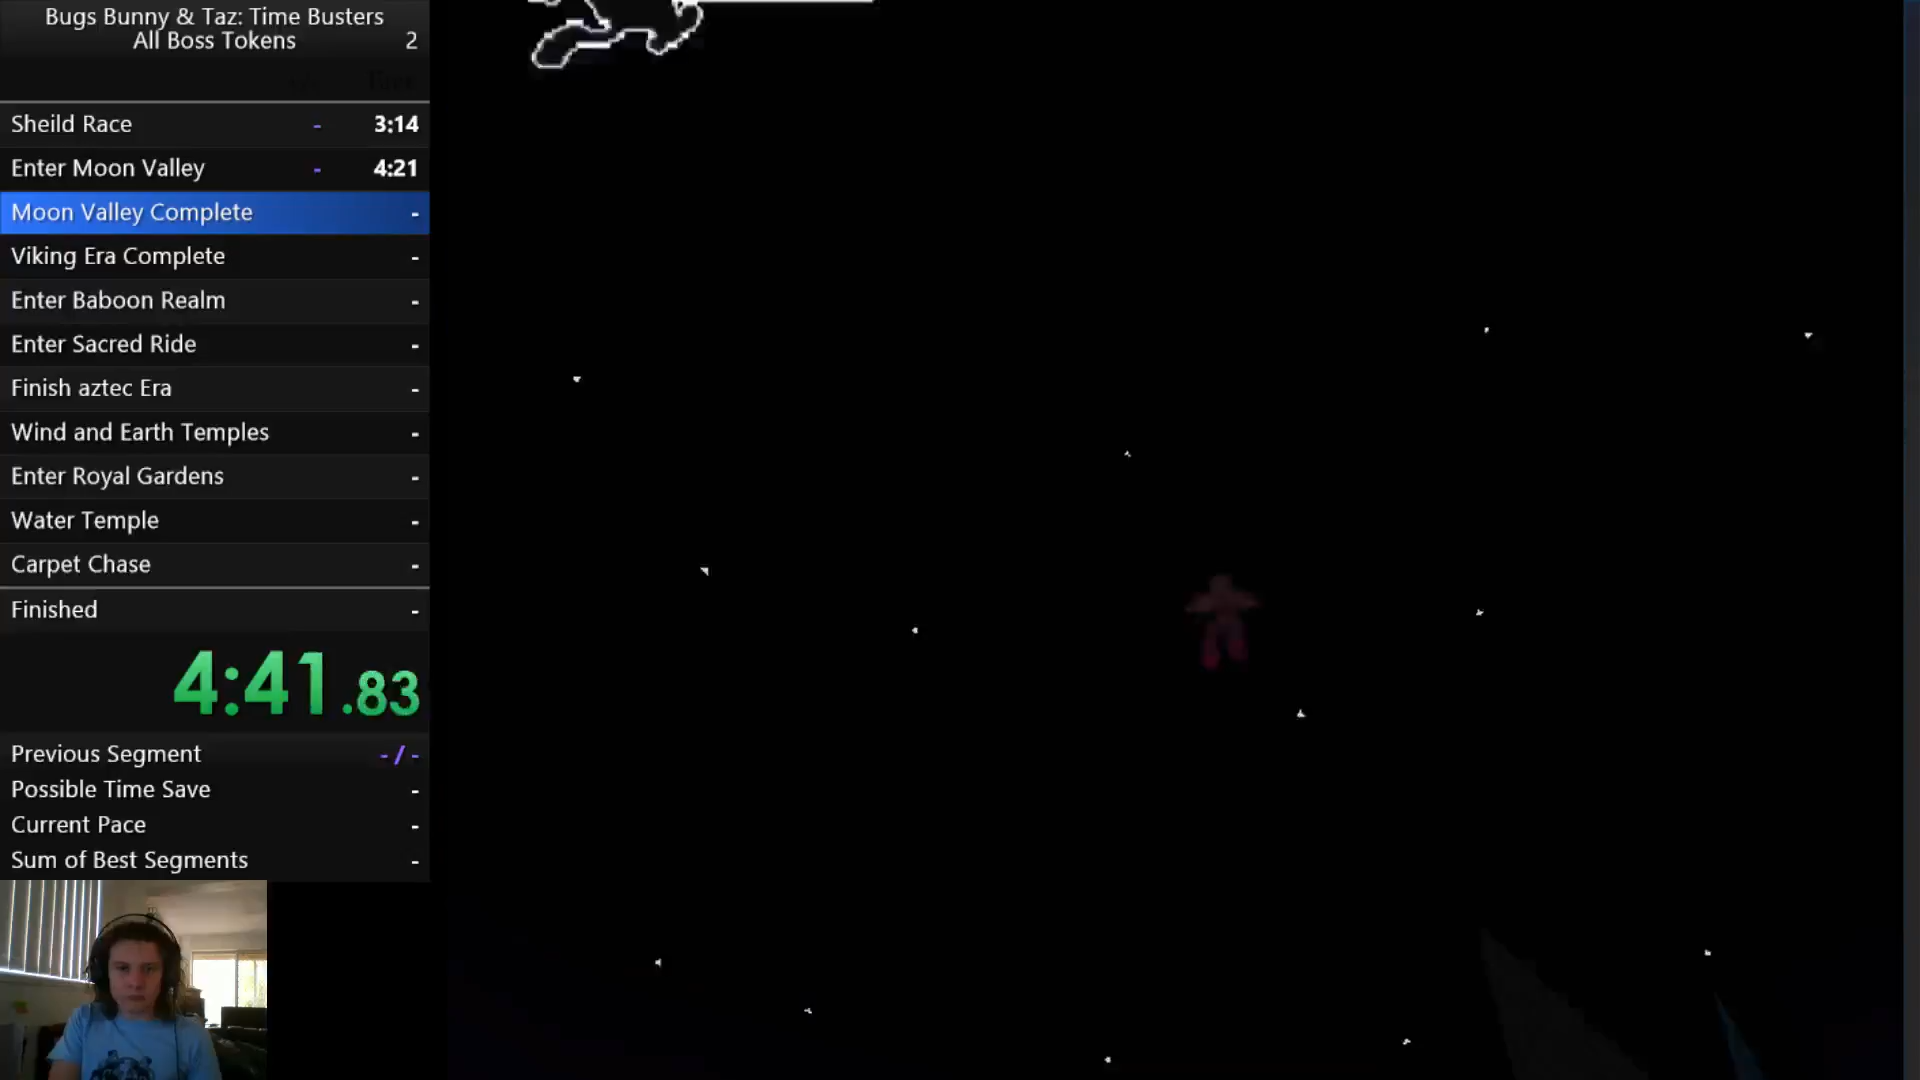 Bugs Bunny & Taz: Time Busters
All Boss Tokens 2
Sheild Race - 3:14
Enter Moon Valley - 4:21
Moon Valley Complete -
Viking Era Complete -
Enter Baboon Realm -
Enter Sacred Ride -
Finish aztec Era -
Wind and Earth Temples -
Enter Royal Gardens -
Water Temple -
Carpet Chase -
Finished -
4:41.83
Previous Segment - / -
Possible Time Save -
Current Pace -
Sum of Best Segments -